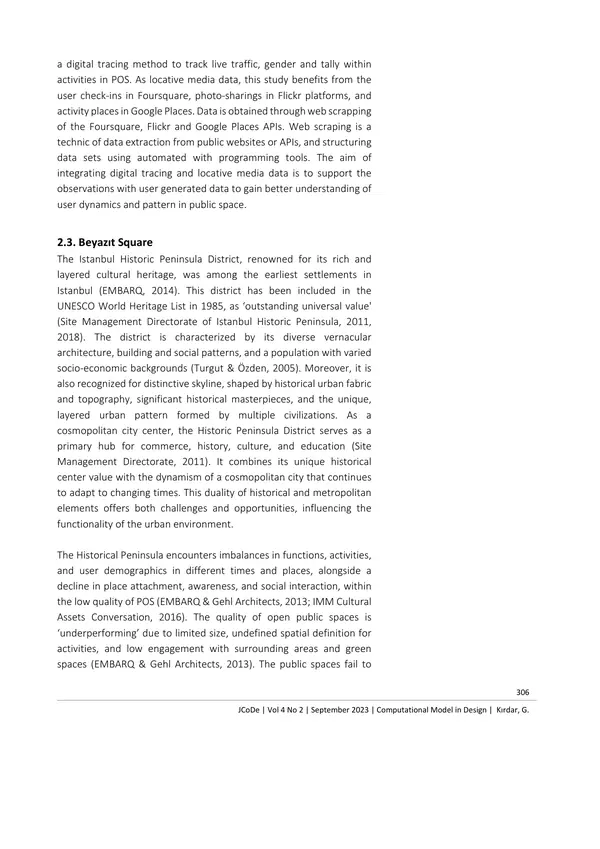 a digital tracing method to track live traffic, gender and tally within
activities in POS. As locative media data, this study benefits from the
user check-ins in Foursquare, photo-sharings in Flickr platforms, and
activity places in Google Places. Data is obtained through web scrapping
of the Foursquare, Flickr and Google Places APIs. Web scraping is a
technic of data extraction from public websites or APIs, and structuring
data sets using automated with programming tools. The aim of
integrating digital tracing and locative media data is to support the
observations with user generated data to gain better understanding of
user dynamics and pattern in public space.
2.3. Beyazıt Square
The Istanbul Historic Peninsula District, renowned for its rich and
layered cultural heritage, was among the earliest settlements in
Istanbul (EMBARQ, 2014). This district has been included in the
UNESCO World Heritage List in 1985, as ‘outstanding universal value'
(Site Management Directorate of Istanbul Historic Peninsula, 2011,
2018). The district is characterized by its diverse vernacular
architecture, building and social patterns, and a population with varied
socio-economic backgrounds (Turgut & Özden, 2005). Moreover, it is
also recognized for distinctive skyline, shaped by historical urban fabric
and topography, significant historical masterpieces, and the unique,
layered urban pattern formed by multiple civilizations. As a
cosmopolitan city center, the Historic Peninsula District serves as a
primary hub for commerce, history, culture, and education (Site
Management Directorate, 2011). It combines its unique historical
center value with the dynamism of a cosmopolitan city that continues
to adapt to changing times. This duality of historical and metropolitan
elements offers both challenges and opportunities, influencing the
functionality of the urban environment.
The Historical Peninsula encounters imbalances in functions, activities,
and user demographics in different times and places, alongside a
decline in place attachment, awareness, and social interaction, within
the low quality of POS (EMBARQ & Gehl Architects, 2013; IMM Cultural
Assets Conversation, 2016). The quality of open public spaces is
‘underperforming’ due to limited size, undefined spatial definition for
activities, and low engagement with surrounding areas and green
spaces (EMBARQ & Gehl Architects, 2013). The public spaces fail to
306
JCoDe | Vol 4 No 2 | September 2023 | Computational Model in Design | Kırdar, G.